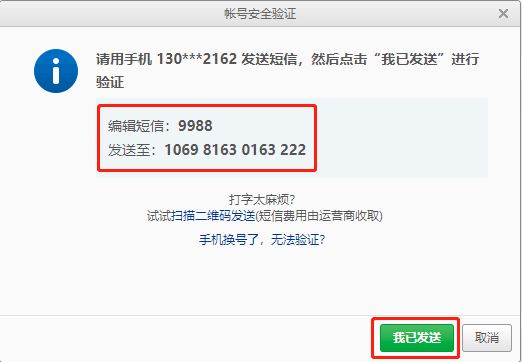 帐号安全验证
请用手机 130***2162 发送短信，然后点击“我已发送”进行
验证
编辑短信：9988
发送至：1069 8163 0163 222
打字太麻烦？
试试扫描二维码发送(短信费用由运营商收取)
手机换号了，无法验证？
我已发送 取消